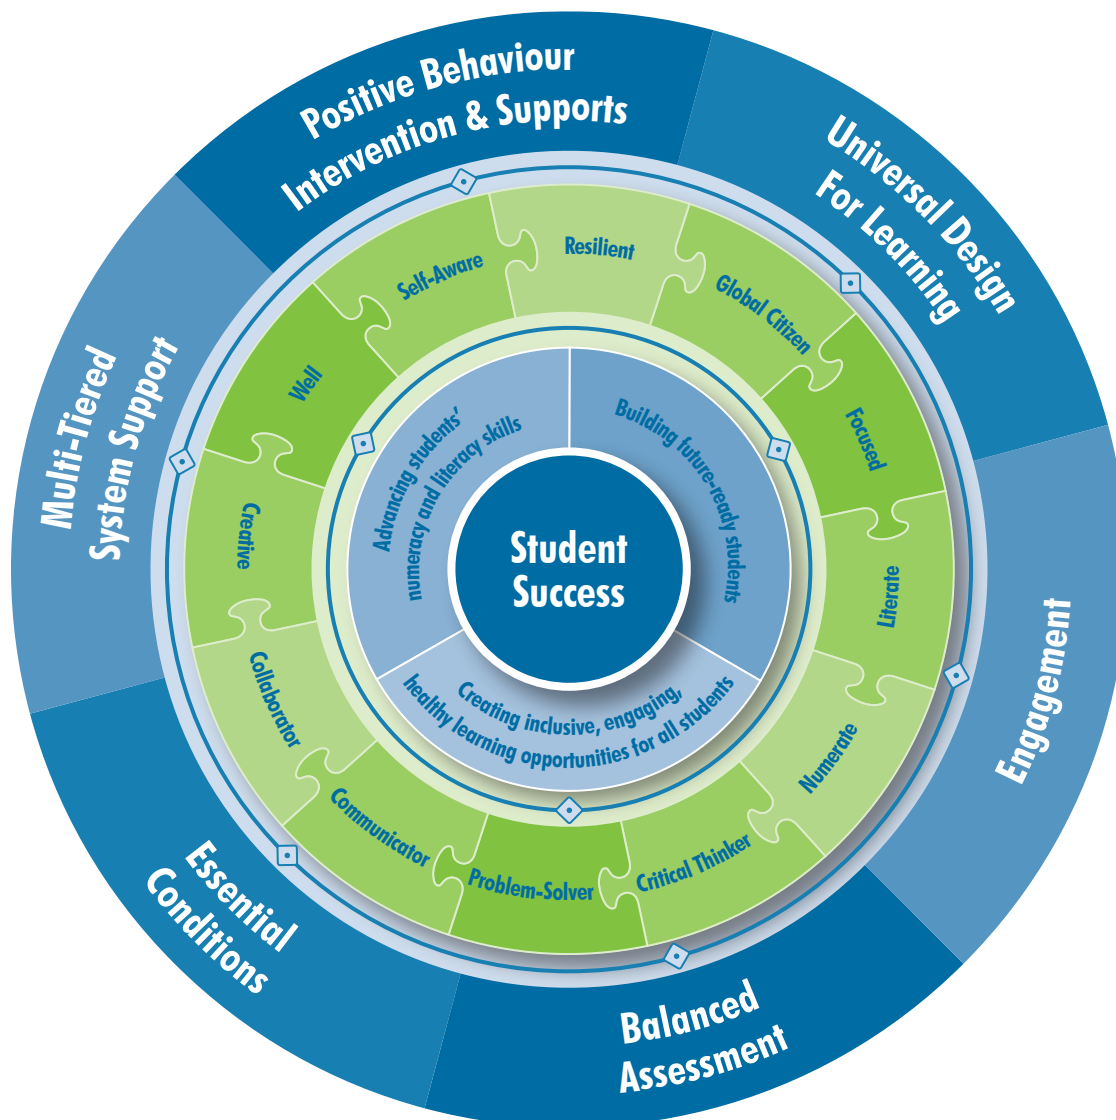 Positive Behaviour
Intervention & Supports
Universal Design
For Learning
Engagement
Balanced
Assessment
Essential
Conditions
Multi-Tiered
System Support
Resilient
Global Citizen
Focused
Literate
Numerate
Critical Thinker
Problem-Solver
Communicator
Collaborator
Creative
Well
Self-Aware
Advancing students'
numeracy and literacy skills
Building future-ready students
Creating inclusive, engaging,
healthy learning opportunities for all students
Student
Success